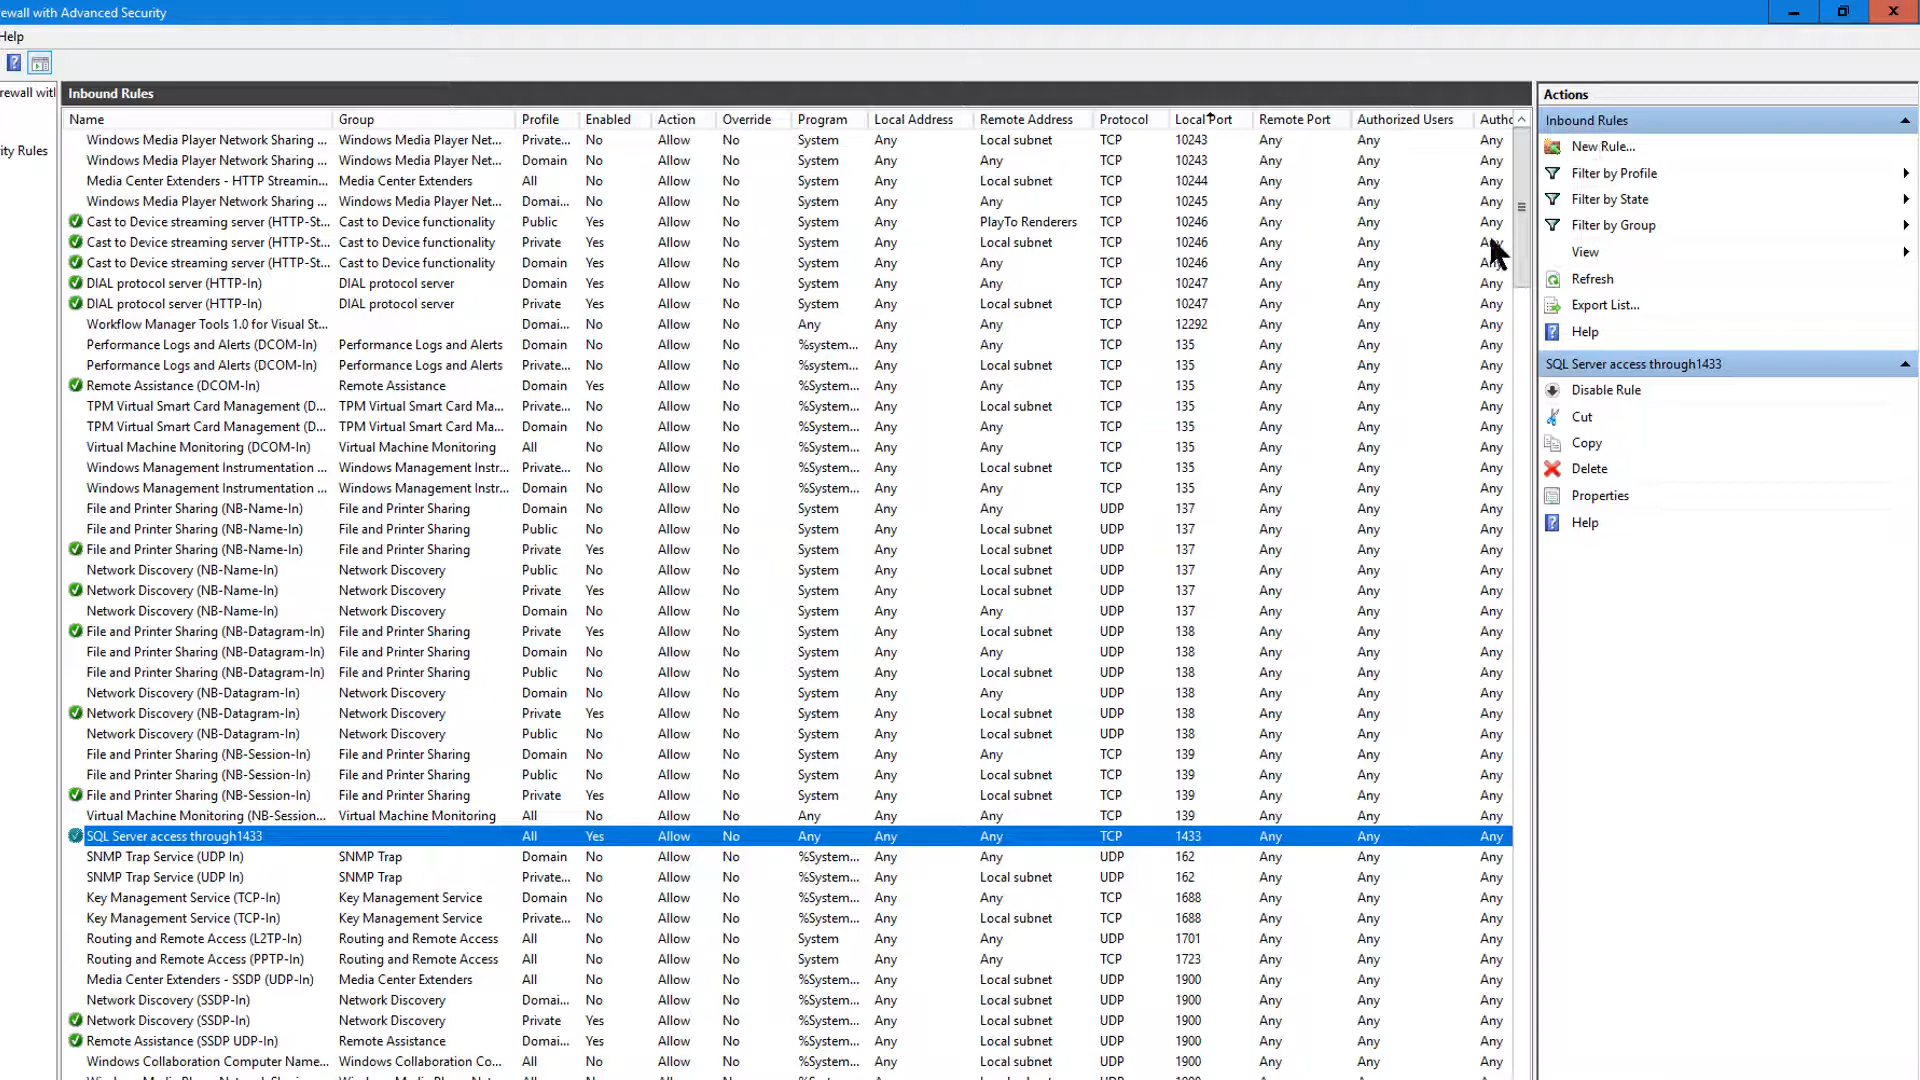 ewall with Advanced Security
Help
rewall with
ity Rules
Inbound Rules
Name Group Profile Enabled Action Override Program Local Address Remote Address Protocol Local Port Remote Port Authorized Users Autho
Windows Media Player Network Sharing ... Windows Media Player Net... Private... No Allow No System Any Local subnet TCP 10243 Any Any Any
Windows Media Player Network Sharing ... Windows Media Player Net... Domain No Allow No System Any Any TCP 10243 Any Any Any
Media Center Extenders - HTTP Streamin... Media Center Extenders All No Allow No System Any Local subnet TCP 10244 Any Any Any
Windows Media Player Network Sharing ... Windows Media Player Net... Domai... No Allow No System Any Local subnet TCP 10245 Any Any Any
Cast to Device streaming server (HTTP-St... Cast to Device functionality Public Yes Allow No System Any PlayTo Renderers TCP 10246 Any Any Any
Cast to Device streaming server (HTTP-St... Cast to Device functionality Private Yes Allow No System Any Local subnet TCP 10246 Any Any Any
Cast to Device streaming server (HTTP-St... Cast to Device functionality Domain Yes Allow No System Any Any TCP 10246 Any Any Any
DIAL protocol server (HTTP-In) DIAL protocol server Domain Yes Allow No System Any Any TCP 10247 Any Any Any
DIAL protocol server (HTTP-In) DIAL protocol server Private Yes Allow No System Any Local subnet TCP 10247 Any Any Any
Workflow Manager Tools 1.0 for Visual St... Domai... No Allow No Any Any Any TCP 12292 Any Any Any
Performance Logs and Alerts (DCOM-In) Performance Logs and Alerts Domain No Allow No %system... Any Any TCP 135 Any Any Any
Performance Logs and Alerts (DCOM-In) Performance Logs and Alerts Private... No Allow No %system... Any Local subnet TCP 135 Any Any Any
Remote Assistance (DCOM-In) Remote Assistance Domain Yes Allow No %System... Any Any TCP 135 Any Any Any
TPM Virtual Smart Card Management (D... TPM Virtual Smart Card Ma... Private... No Allow No %System... Any Local subnet TCP 135 Any Any Any
TPM Virtual Smart Card Management (D... TPM Virtual Smart Card Ma... Domain No Allow No %System... Any Any TCP 135 Any Any Any
Virtual Machine Monitoring (DCOM-In) Virtual Machine Monitoring All No Allow No %System... Any Any TCP 135 Any Any Any
Windows Management Instrumentation ... Windows Management Instr... Private... No Allow No %System... Any Local subnet TCP 135 Any Any Any
Windows Management Instrumentation ... Windows Management Instr... Domain No Allow No %System... Any Any TCP 135 Any Any Any
File and Printer Sharing (NB-Name-In) File and Printer Sharing Domain No Allow No System Any Any UDP 137 Any Any Any
File and Printer Sharing (NB-Name-In) File and Printer Sharing Public No Allow No System Any Local subnet UDP 137 Any Any Any
File and Printer Sharing (NB-Name-In) File and Printer Sharing Private Yes Allow No System Any Local subnet UDP 137 Any Any Any
Network Discovery (NB-Name-In) Network Discovery Public No Allow No System Any Local subnet UDP 137 Any Any Any
Network Discovery (NB-Name-In) Network Discovery Private Yes Allow No System Any Local subnet UDP 137 Any Any Any
Network Discovery (NB-Name-In) Network Discovery Domain No Allow No System Any Any UDP 137 Any Any Any
File and Printer Sharing (NB-Datagram-In) File and Printer Sharing Private Yes Allow No System Any Local subnet UDP 138 Any Any Any
File and Printer Sharing (NB-Datagram-In) File and Printer Sharing Domain No Allow No System Any Any UDP 138 Any Any Any
File and Printer Sharing (NB-Datagram-In) File and Printer Sharing Public No Allow No System Any Local subnet UDP 138 Any Any Any
Network Discovery (NB-Datagram-In) Network Discovery Domain No Allow No System Any Any UDP 138 Any Any Any
Network Discovery (NB-Datagram-In) Network Discovery Private Yes Allow No System Any Local subnet UDP 138 Any Any Any
Network Discovery (NB-Datagram-In) Network Discovery Public No Allow No System Any Local subnet UDP 138 Any Any Any
File and Printer Sharing (NB-Session-In) File and Printer Sharing Domain No Allow No System Any Any TCP 139 Any Any Any
File and Printer Sharing (NB-Session-In) File and Printer Sharing Public No Allow No System Any Local subnet TCP 139 Any Any Any
File and Printer Sharing (NB-Session-In) File and Printer Sharing Private Yes Allow No System Any Local subnet TCP 139 Any Any Any
Virtual Machine Monitoring (NB-Session... Virtual Machine Monitoring All No Allow No Any Any Any TCP 139 Any Any Any
SQL Server access through1433 All Yes Allow No Any Any Any TCP 1433 Any Any Any
SNMP Trap Service (UDP In) SNMP Trap Domain No Allow No %System... Any Any UDP 162 Any Any Any
SNMP Trap Service (UDP In) SNMP Trap Private... No Allow No %System... Any Local subnet UDP 162 Any Any Any
Key Management Service (TCP-In) Key Management Service Domain No Allow No %System... Any Any TCP 1688 Any Any Any
Key Management Service (TCP-In) Key Management Service Private... No Allow No %System... Any Local subnet TCP 1688 Any Any Any
Routing and Remote Access (L2TP-In) Routing and Remote Access All No Allow No System Any Any UDP 1701 Any Any Any
Routing and Remote Access (PPTP-In) Routing and Remote Access All No Allow No System Any Any TCP 1723 Any Any Any
Media Center Extenders - SSDP (UDP-In) Media Center Extenders All No Allow No %System... Any Local subnet UDP 1900 Any Any Any
Network Discovery (SSDP-In) Network Discovery Domai... No Allow No %System... Any Local subnet UDP 1900 Any Any Any
Network Discovery (SSDP-In) Network Discovery Private Yes Allow No %System... Any Local subnet UDP 1900 Any Any Any
Remote Assistance (SSDP UDP-In) Remote Assistance Domai... Yes Allow No %System... Any Local subnet UDP 1900 Any Any Any
Windows Collaboration Computer Name... Windows Collaboration Co... All No Allow No %System... Any Local subnet UDP 1900 Any Any Any
Actions
Inbound Rules
New Rule...
Filter by Profile
Filter by State
Filter by Group
View
Refresh
Export List...
Help
SQL Server access through1433
Disable Rule
Cut
Copy
Delete
Properties
Help